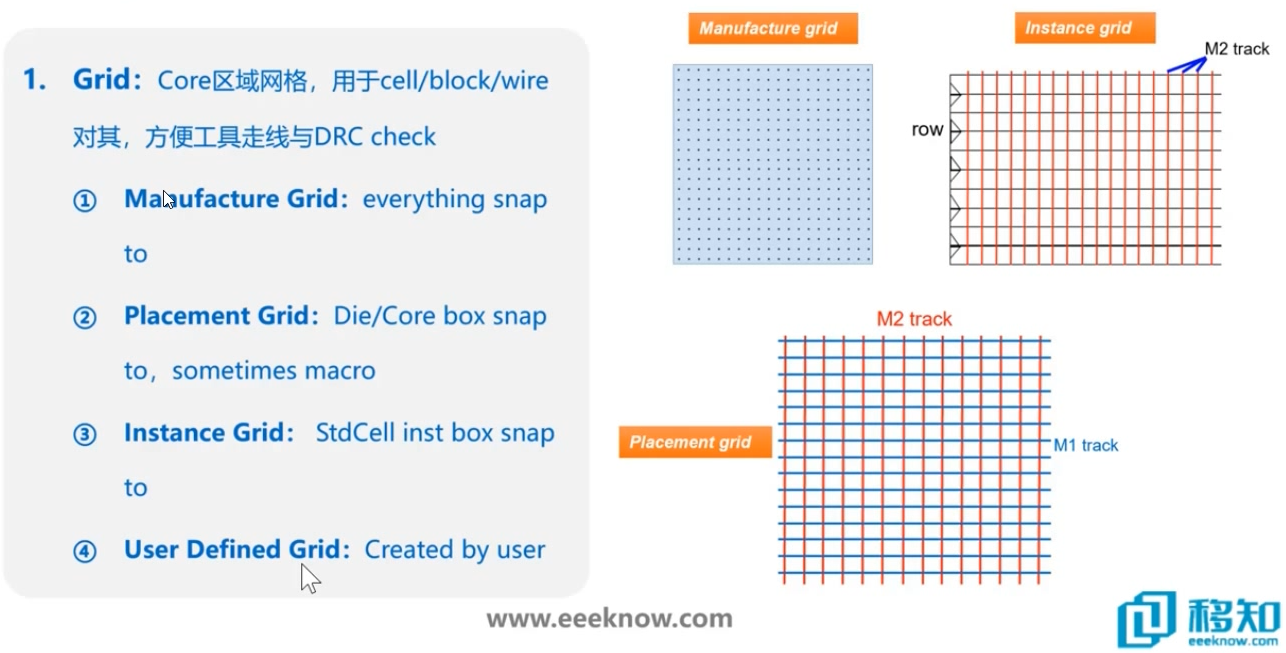 1. Grid：Core区域网格，用于cell/block/wire
对其，方便工具走线与DRC check
① Manufacture Grid：everything snap
to
② Placement Grid：Die/Core box snap
to，sometimes macro
③ Instance Grid： StdCell inst box snap
to
④ User Defined Grid：Created by user
Manufacture grid
Instance grid
M2 track
row
M2 track
Placement grid
M1 track
www.eeeknow.com
移知
eeeknow.com